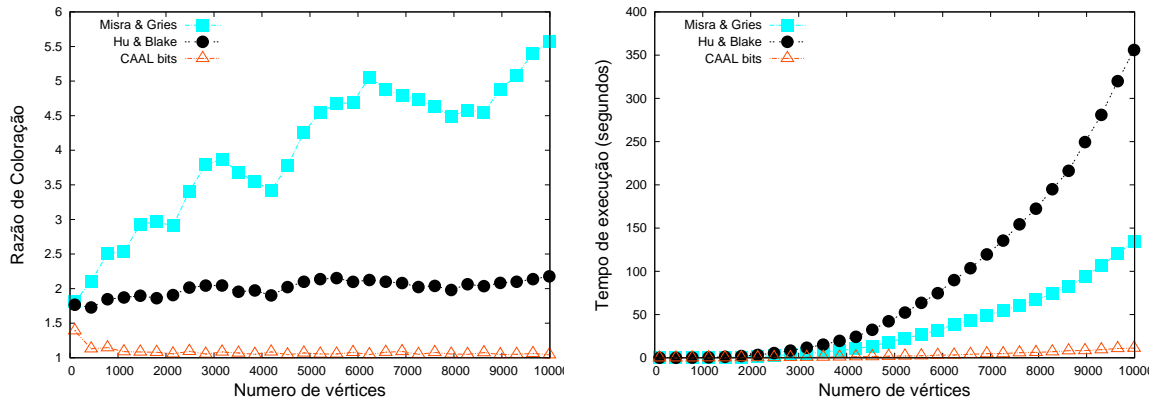 Misra & Gries
Hu & Blake
CAAL bits
Razão de Coloração
6
5.5
5
4.5
4
3.5
3
2.5
2
1.5
1
0 1000 2000 3000 4000 5000 6000 7000 8000 9000 10000
Numero de vértices
Misra & Gries
Hu & Blake
CAAL bits
Tempo de execução (segundos)
400
350
300
250
200
150
100
50
0
0 1000 2000 3000 4000 5000 6000 7000 8000 9000 10000
Numero de vértices